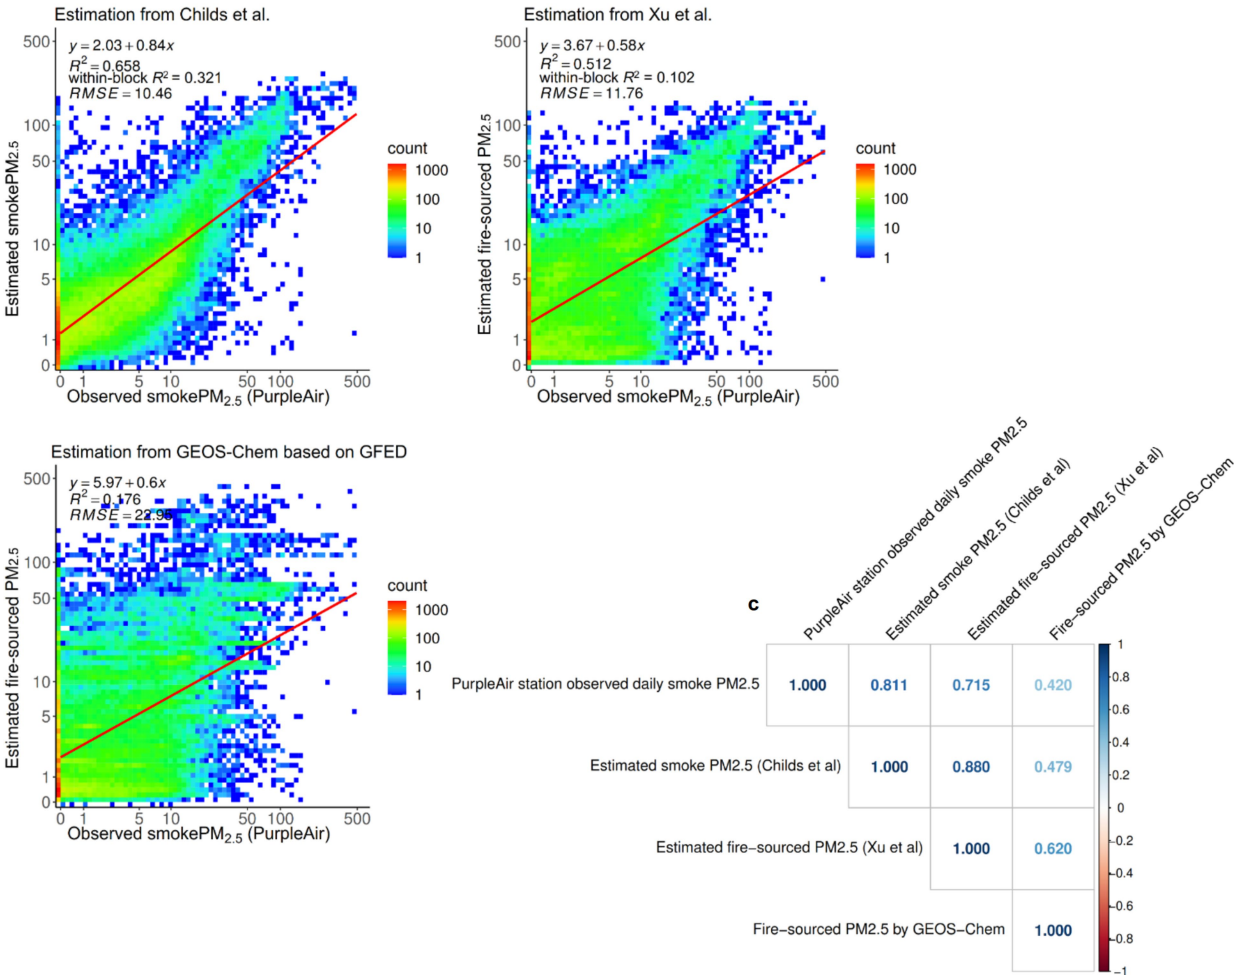 Estimation from Childs et al.
y = 2.03 + 0.84x
R² = 0.658
within-block R² = 0.321
RMSE = 10.46
500
100
50
10
5
1
0
Estimated smokePM2.5
0 1 5 10 50 100 500
Observed smokePM2.5 (PurpleAir)
count
1000
100
10
1
Estimation from Xu et al.
y = 3.67 + 0.58x
R² = 0.512
within-block R² = 0.102
RMSE = 11.76
500
100
50
10
5
1
0
Estimated fire-sourced PM2.5
0 1 5 10 50 100 500
Observed smokePM2.5 (PurpleAir)
count
1000
100
10
1
Estimation from GEOS-Chem based on GFED
y = 5.97 + 0.6x
R² = 0.176
RMSE = 22.95
500
100
50
10
5
1
0
Estimated fire-sourced PM2.5
0 1 5 10 50 100 500
Observed smokePM2.5 (PurpleAir)
count
1000
100
10
1
c
PurpleAir station observed daily smoke PM2.5
Estimated smoke PM2.5 (Childs et al)
Estimated fire−sourced PM2.5 (Xu et al)
Fire−sourced PM2.5 by GEOS−Chem
PurpleAir station observed daily smoke PM2.5 1.000 0.811 0.715 0.420
Estimated smoke PM2.5 (Childs et al) 1.000 0.880 0.479
Estimated fire−sourced PM2.5 (Xu et al) 1.000 0.620
Fire−sourced PM2.5 by GEOS−Chem 1.000
1
0.8
0.6
0.4
0.2
0
−0.2
−0.4
−0.6
−0.8
−1